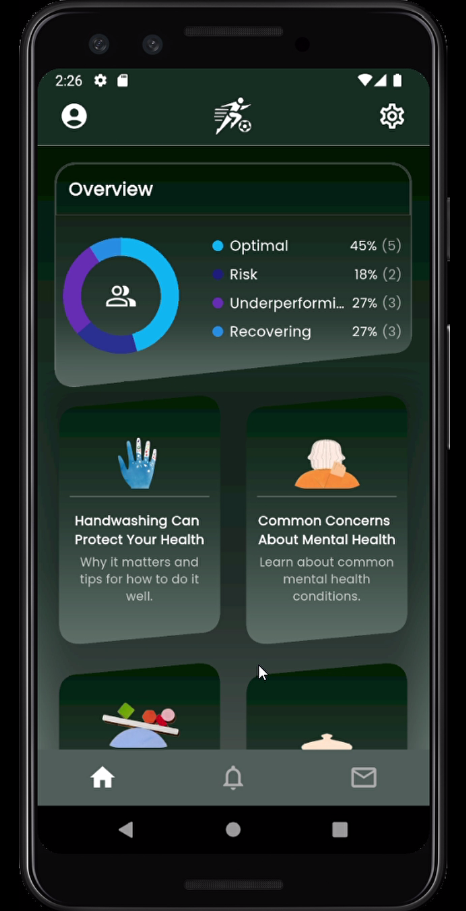 2:26
Overview
Optimal 45% (5)
Risk 18% (2)
Underperformi... 27% (3)
Recovering 27% (3)
Handwashing Can
Protect Your Health
Why it matters and
tips for how to do it
well.
Common Concerns
About Mental Health
Learn about common
mental health
conditions.